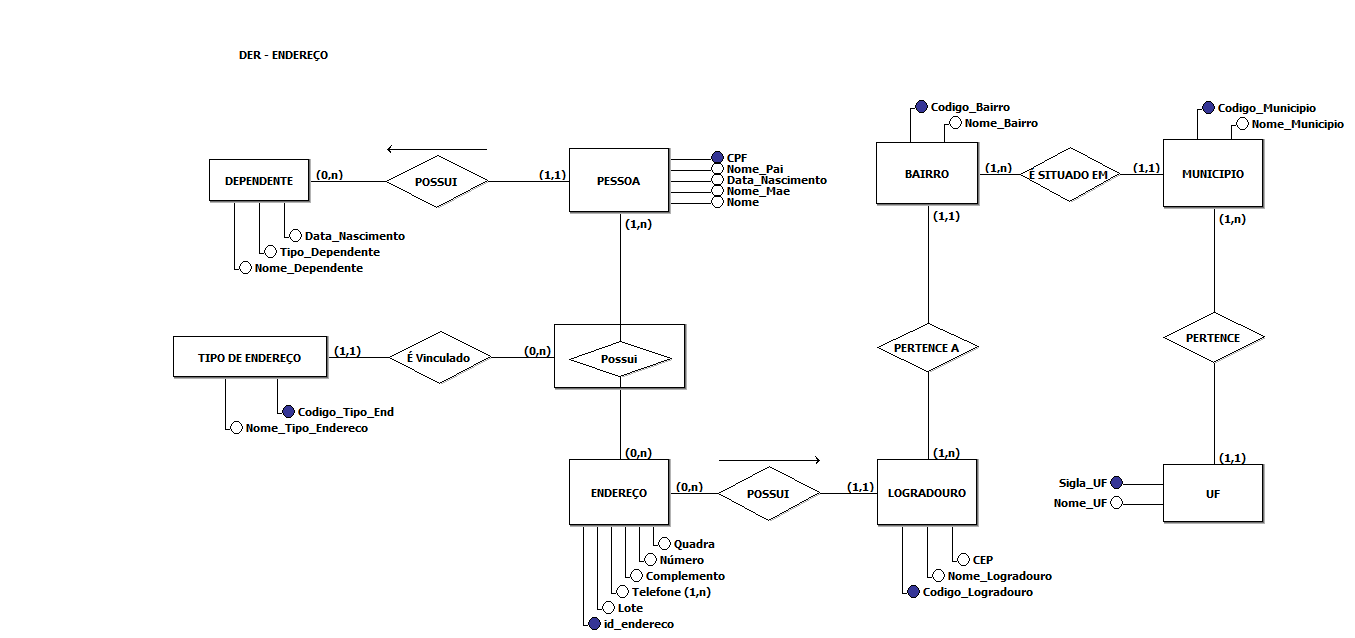 DER - ENDEREÇO
DEPENDENTE
(0,n)
POSSUI
(1,1)
PESSOA
CPF
Nome_Pai
Data_Nascimento
Nome_Mae
Nome
(1,n)
Data_Nascimento
Tipo_Dependente
Nome_Dependente
Codigo_Bairro
Nome_Bairro
BAIRRO
(1,n)
É SITUADO EM
(1,1)
Codigo_Municipio
Nome_Municipio
MUNICIPIO
(1,1)
(1,n)
TIPO DE ENDEREÇO
(1,1)
É Vinculado
(0,n)
Possui
PERTENCE A
PERTENCE
Codigo_Tipo_End
Nome_Tipo_Endereco
(0,n)
ENDEREÇO
(0,n)
POSSUI
(1,1)
(1,n)
LOGRADOURO
(1,1)
UF
Sigla_UF
Nome_UF
Quadra
Número
Complemento
Telefone (1,n)
Lote
id_endereco
CEP
Nome_Logradouro
Codigo_Logradouro